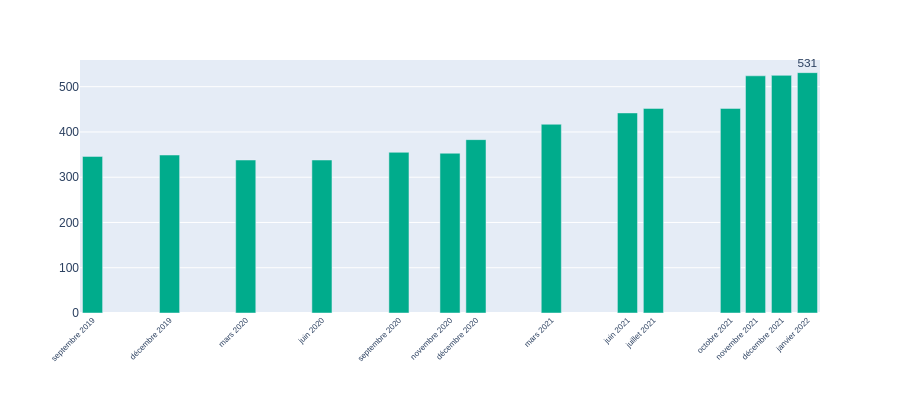 531
500
400
300
200
100
0
septembre 2019
décembre 2019
mars 2020
juin 2020
septembre 2020
novembre 2020
décembre 2020
mars 2021
juin 2021
juillet 2021
octobre 2021
novembre 2021
décembre 2021
janvier 2022